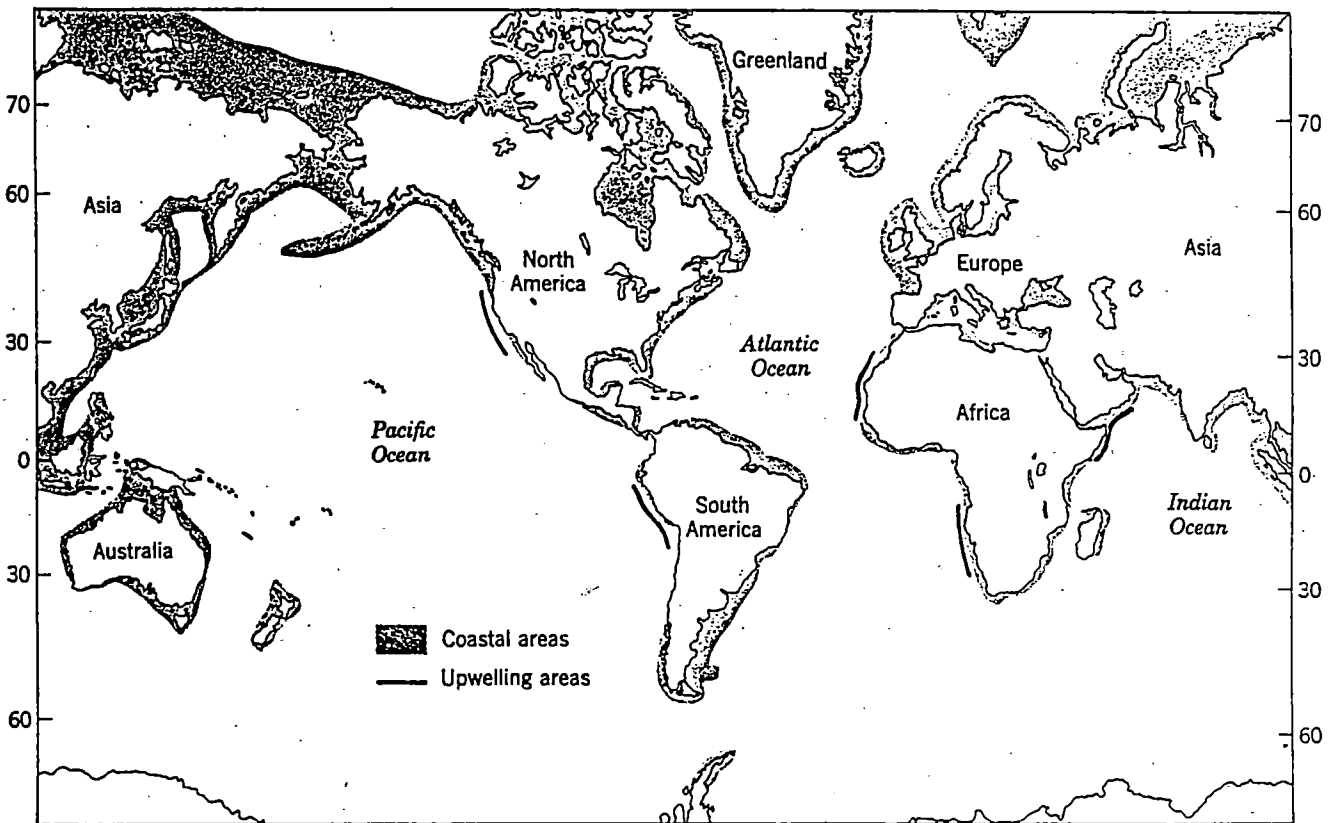 Greenland
70
70
60
60
Asia
North
America
Europe
Asia
30
30
Atlantic
Ocean
Pacific
Ocean
Africa
0
0
South
America
Indian
Ocean
Australia
30
30
Coastal areas
Upwelling areas
60
60